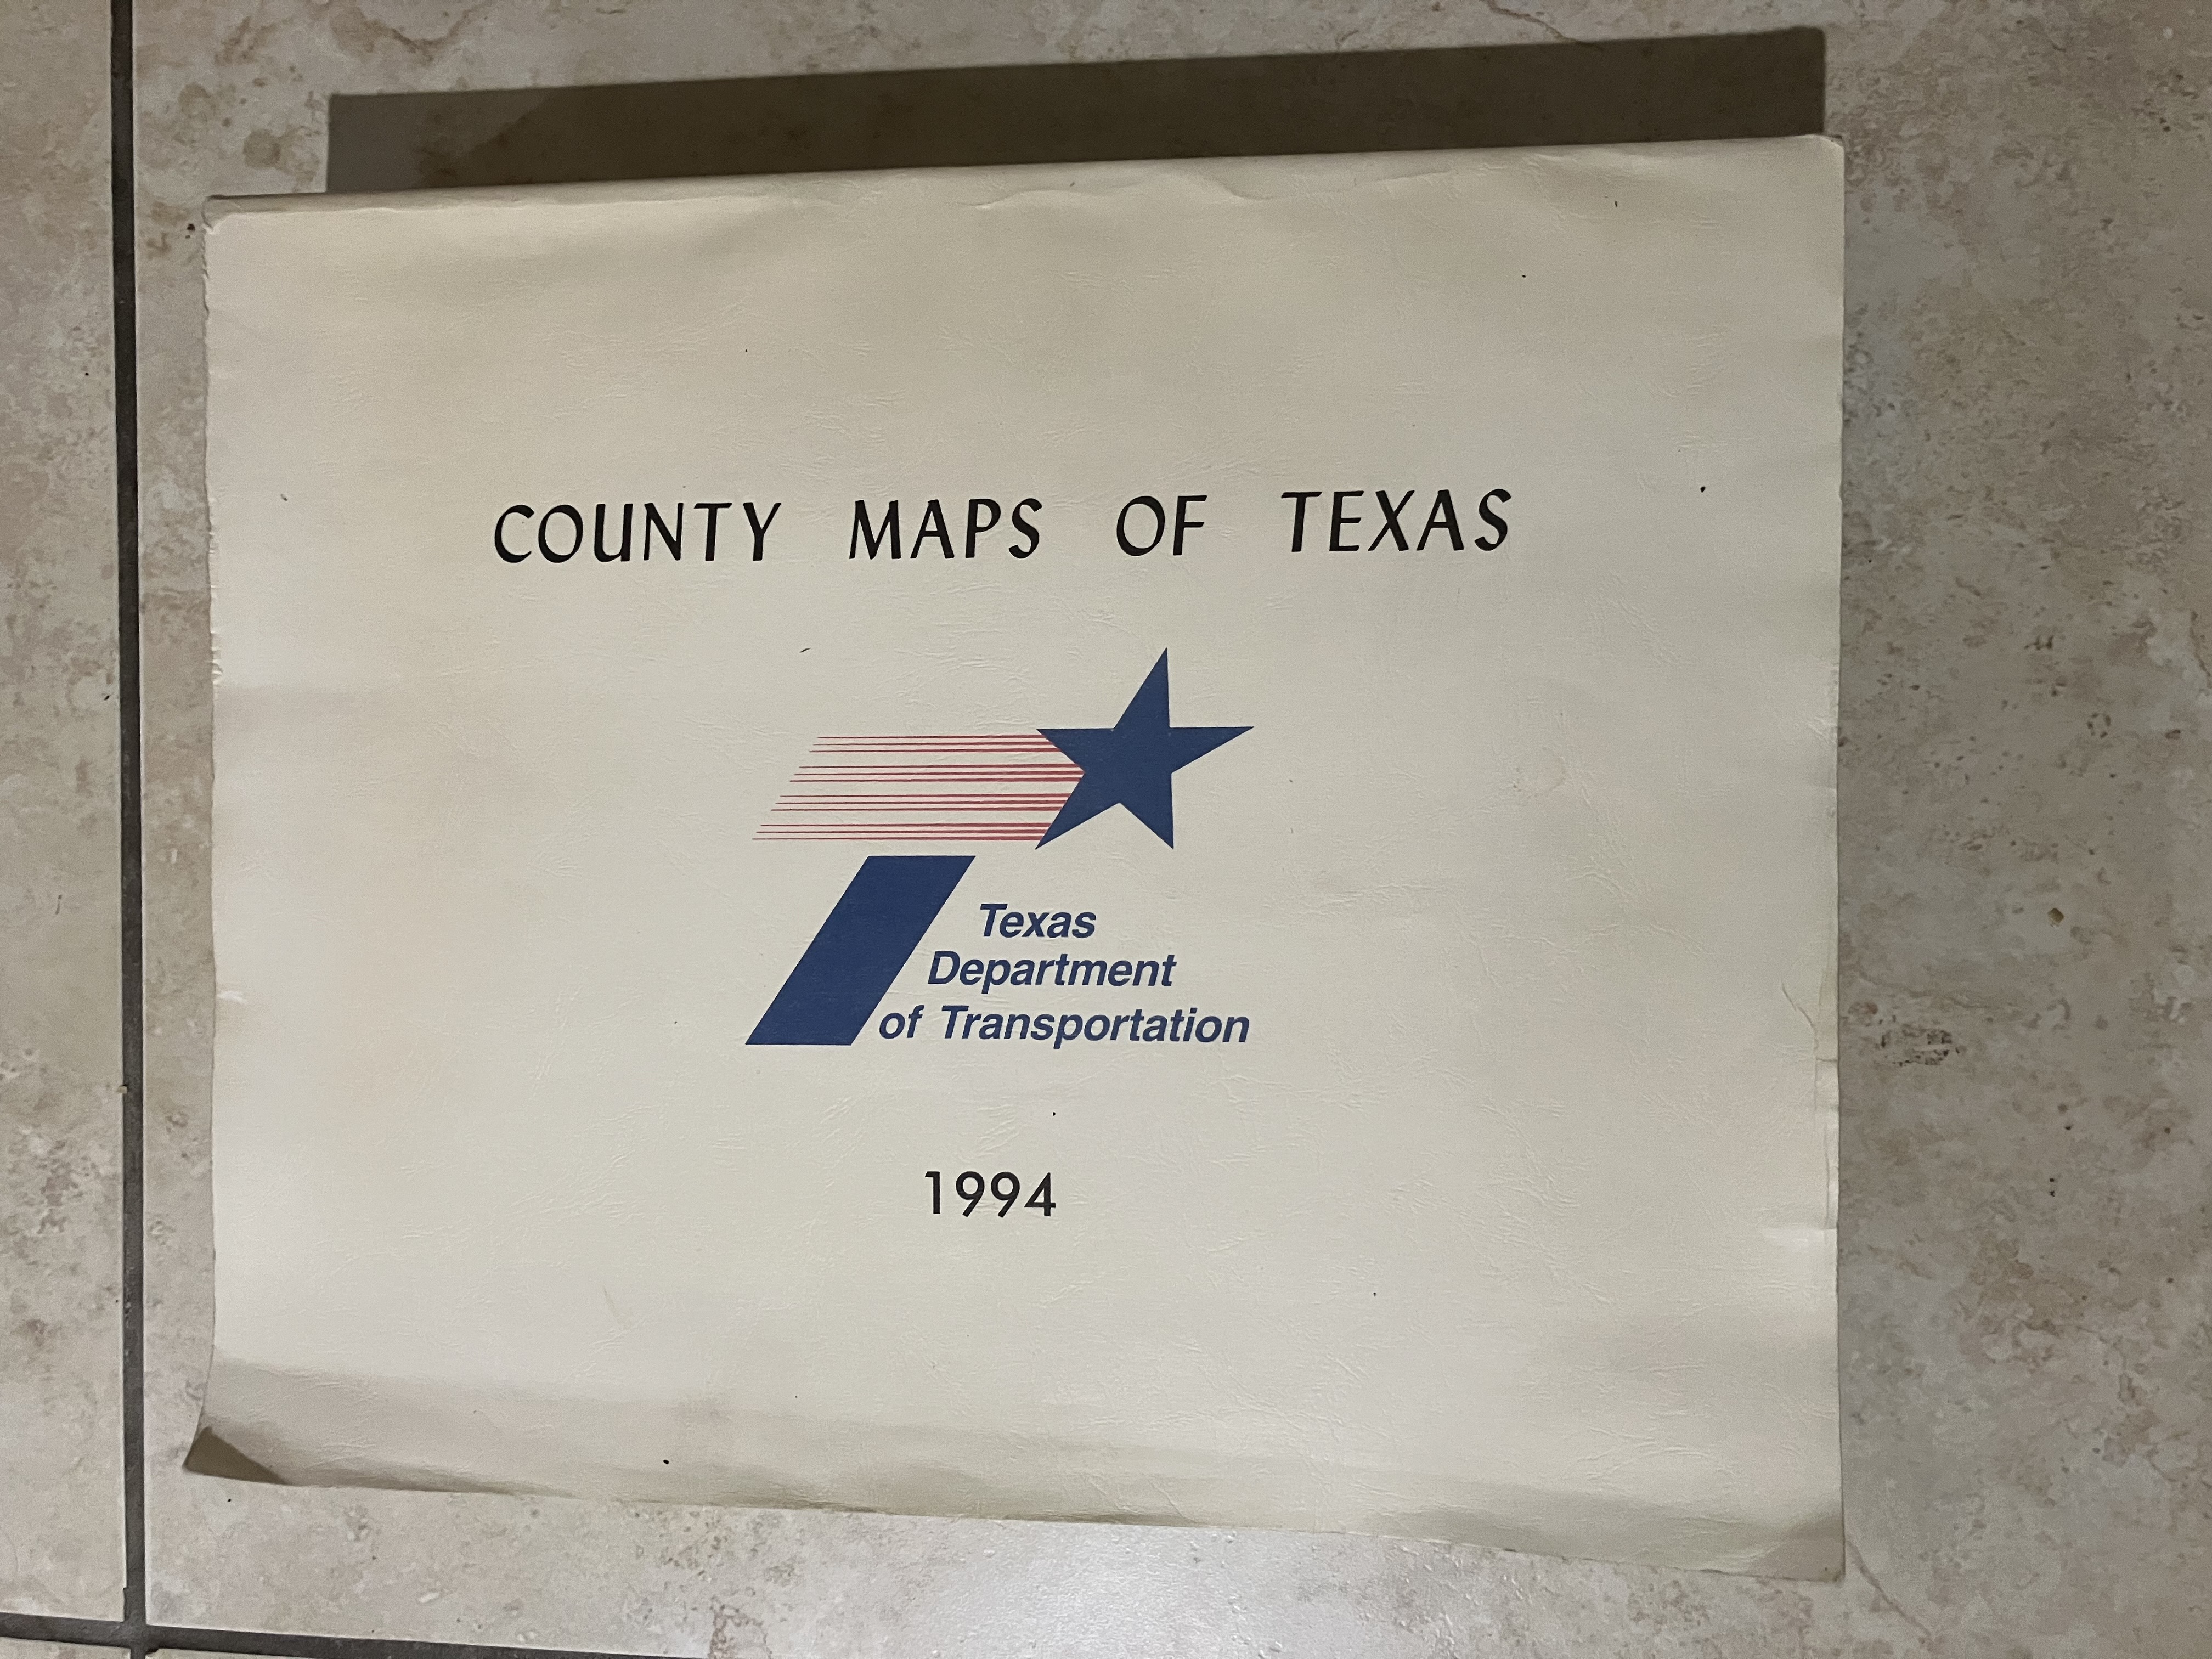 COUNTY MAPS OF TEXAS
Texas
Department
of Transportation
1994